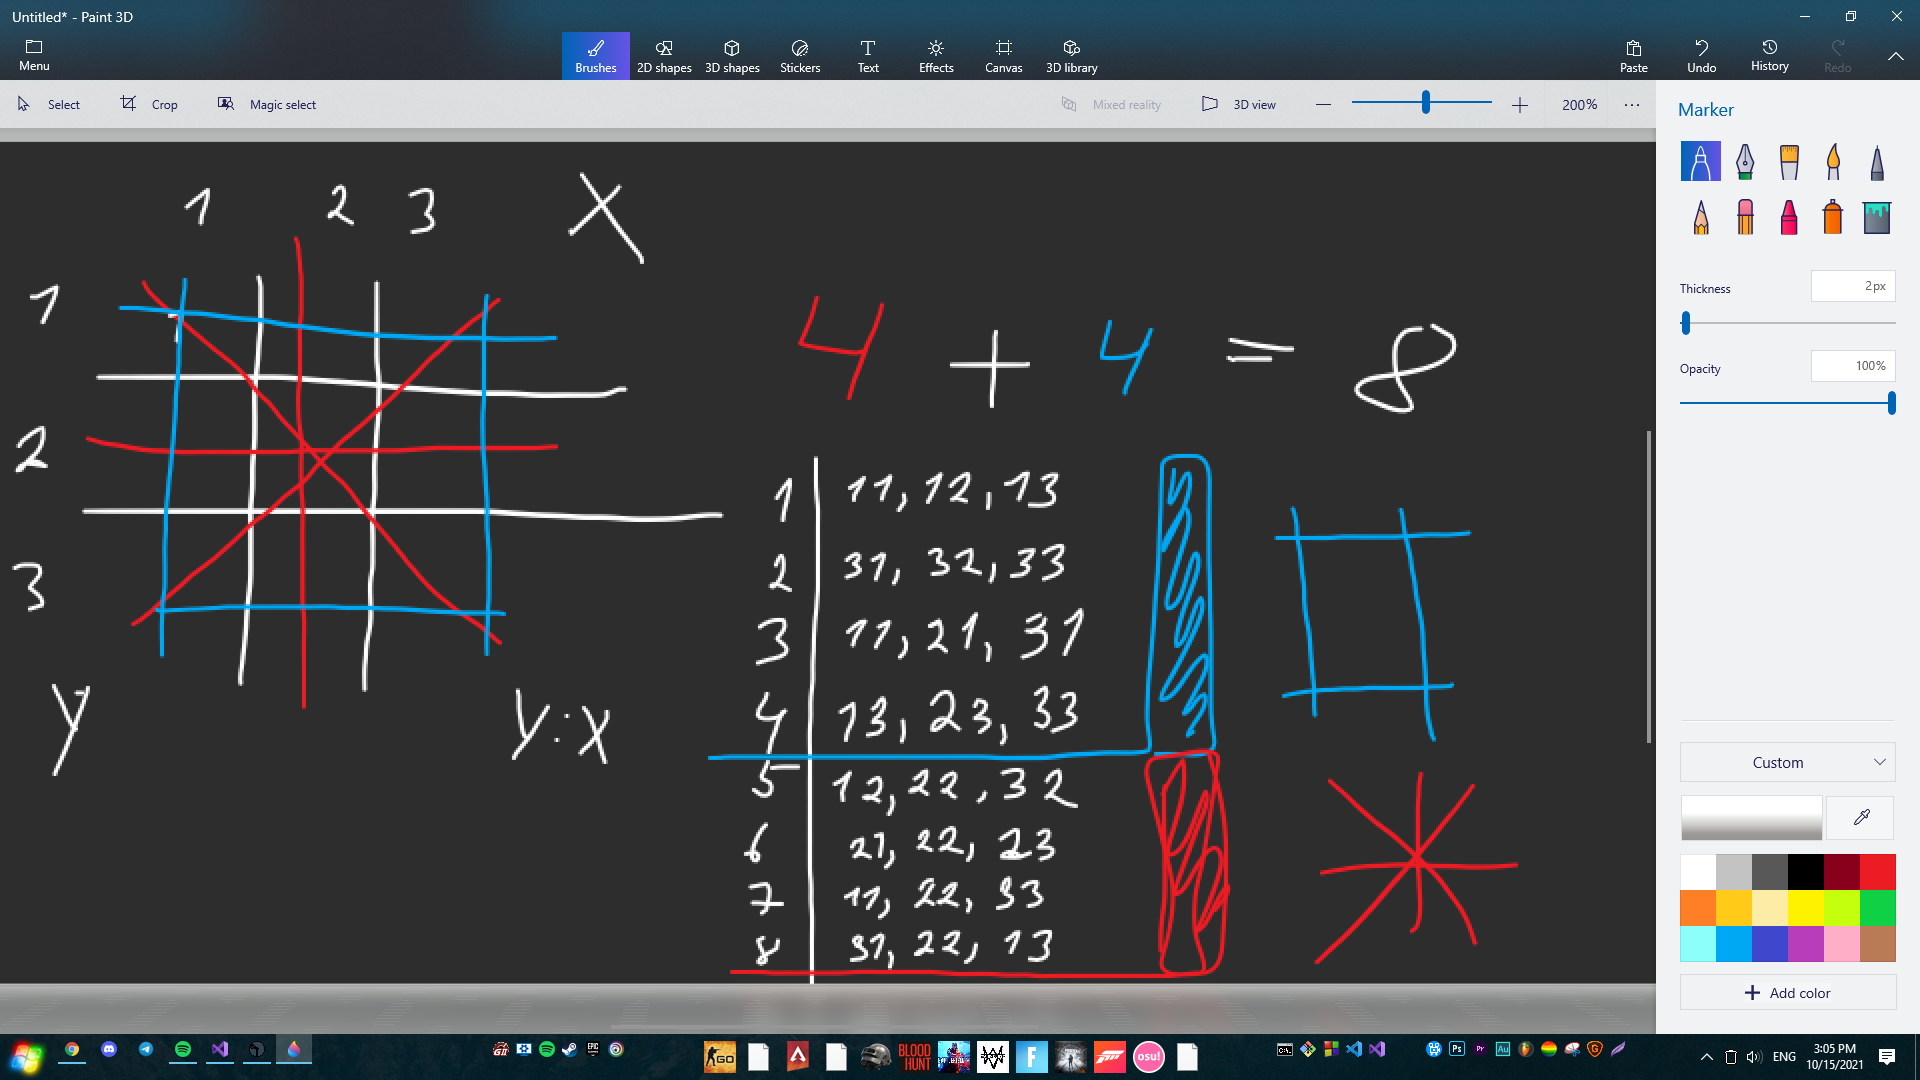 Untitled* - Paint 3D
Menu
Brushes 2D shapes 3D shapes Stickers Text Effects Canvas 3D library
Paste Undo History Redo
Select Crop Magic select Mixed reality 3D view 200%
Marker
Thickness 2px
Opacity 100%
Custom
Add color
1 2 3 X
1
2
3
y
y:x
4 + 4 = 8
1 11, 12, 13
2 31, 32, 33
3 11, 21, 31
4 13, 23, 33
5 12, 22, 32
6 21, 22, 23
7 11, 22, 33
8 31, 22, 13
GO BLOOD HUNT F osu! Ps Pr Au
ENG 3:05 PM
10/15/2021